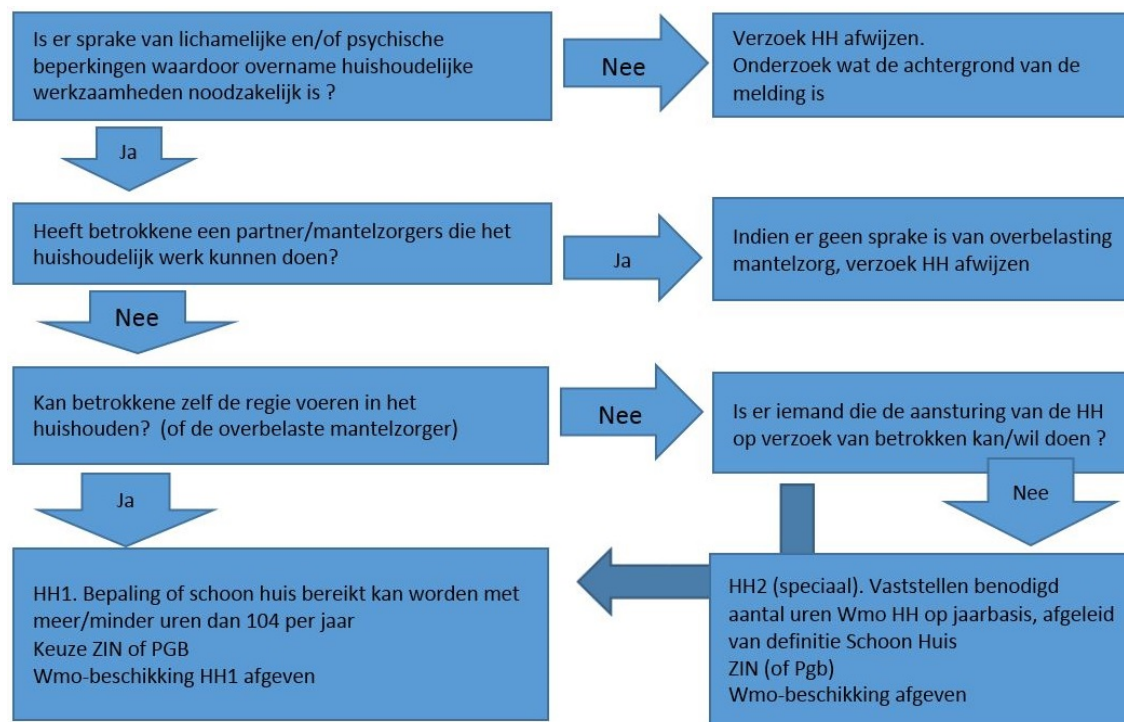 Is er sprake van lichamelijke en/of psychische
beperkingen waardoor overname huishoudelijke
werkzaamheden noodzakelijk is ?
Nee
Verzoek HH afwijzen.
Onderzoek wat de achtergrond van de
melding is
Ja
Heeft betrokkene een partner/mantelzorgers die het
huishoudelijk werk kunnen doen?
Ja
Indien er geen sprake is van overbelasting
mantelzorg, verzoek HH afwijzen
Nee
Kan betrokkene zelf de regie voeren in het
huishouden? (of de overbelaste mantelzorger)
Nee
Is er iemand die de aansturing van de HH
op verzoek van betrokken kan/wil doen ?
Ja
Nee
HH1. Bepaling of schoon huis bereikt kan worden met
meer/minder uren dan 104 per jaar
Keuze ZIN of PGB
Wmo-beschikking HH1 afgeven
HH2 (speciaal). Vaststellen benodigd
aantal uren Wmo HH op jaarbasis, afgeleid
van definitie Schoon Huis
ZIN (of Pgb)
Wmo-beschikking afgeven